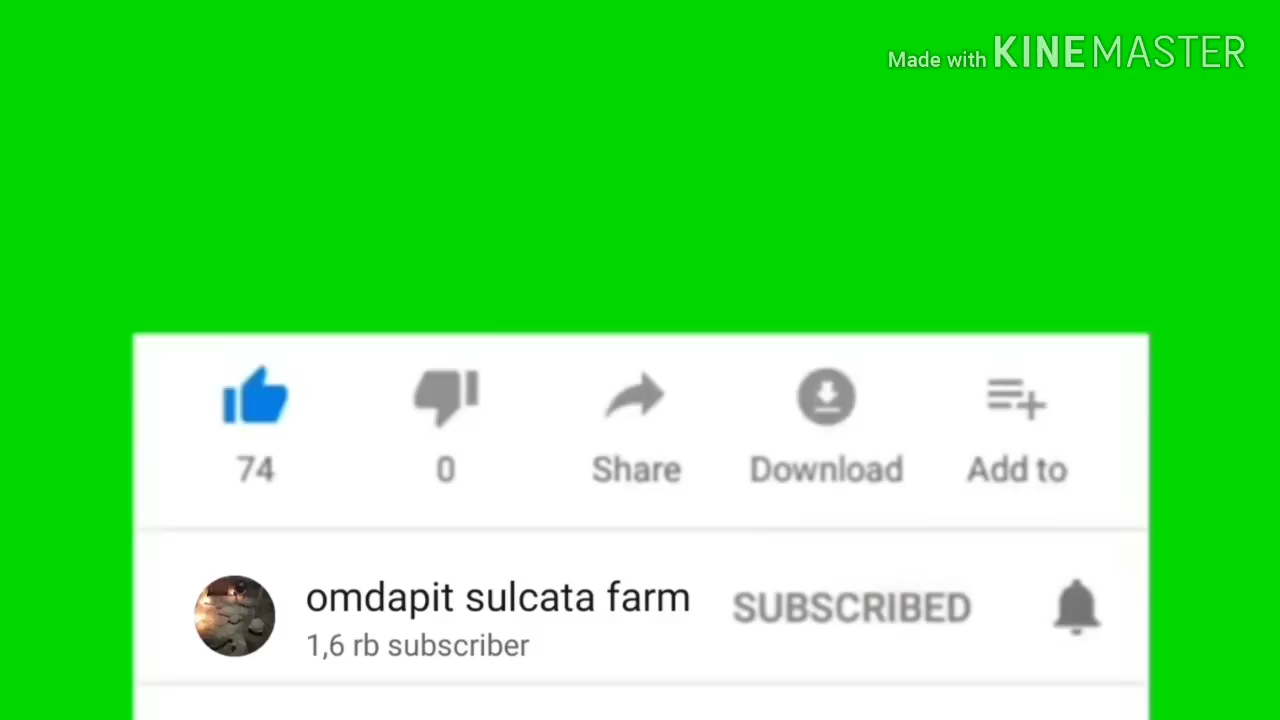 Made with KINEMASTER
74 0 Share Download Add to
omdapit sulcata farm SUBSCRIBED
1,6 rb subscriber